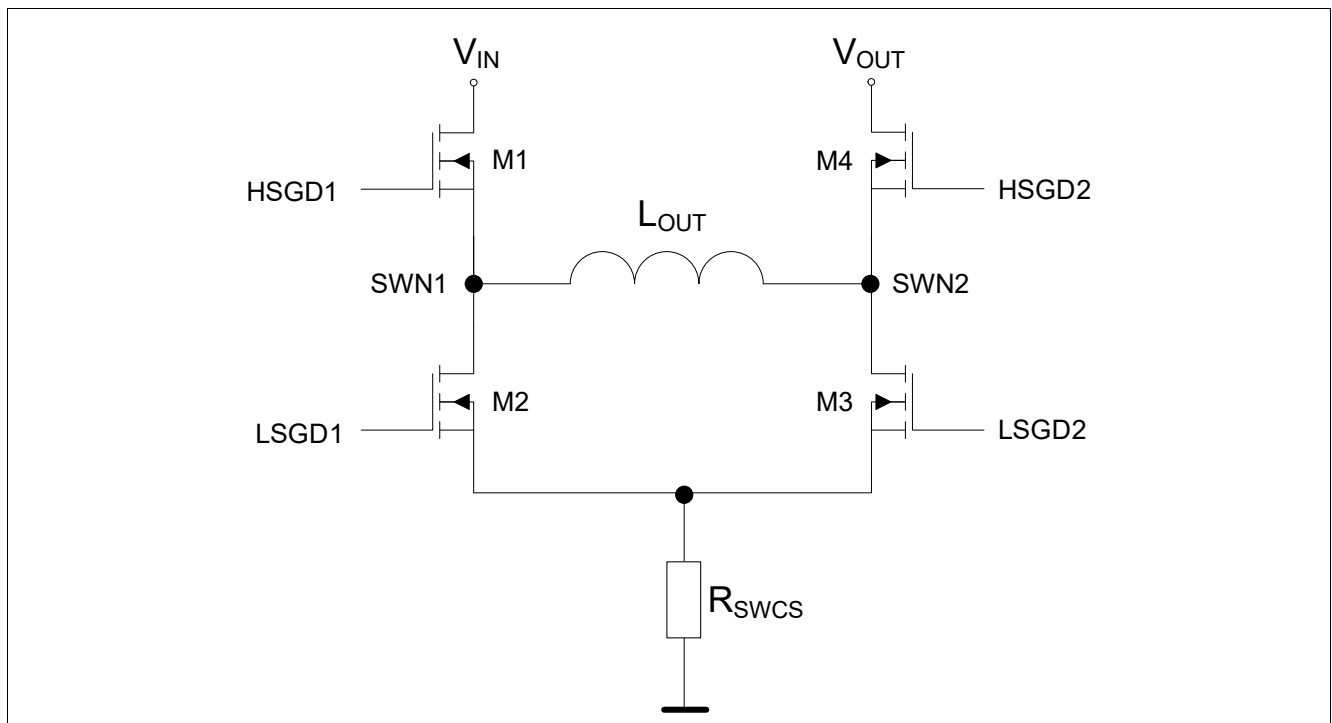 VIN
VOUT
M1
M4
HSGD1
HSGD2
LOUT
SWN1
SWN2
M2
M3
LSGD1
LSGD2
RSWCS